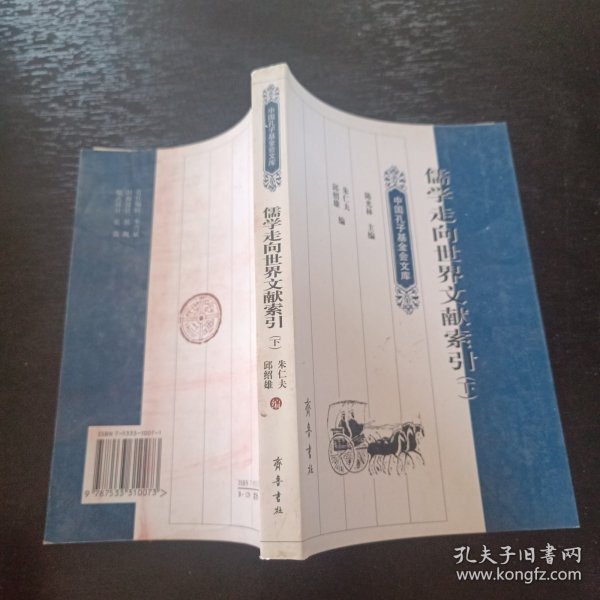 中国孔子基金会文库
儒学走向世界文献索引
（下）
朱仁夫
邱绍雄
编
齐鲁书社
儒学走向世界文献索引（下）
中国孔子基金会文库
主编
朱仁夫
邱绍雄
编
齐鲁书社
9 787533 310073 >
孔夫子旧书网
www.kongfz.com